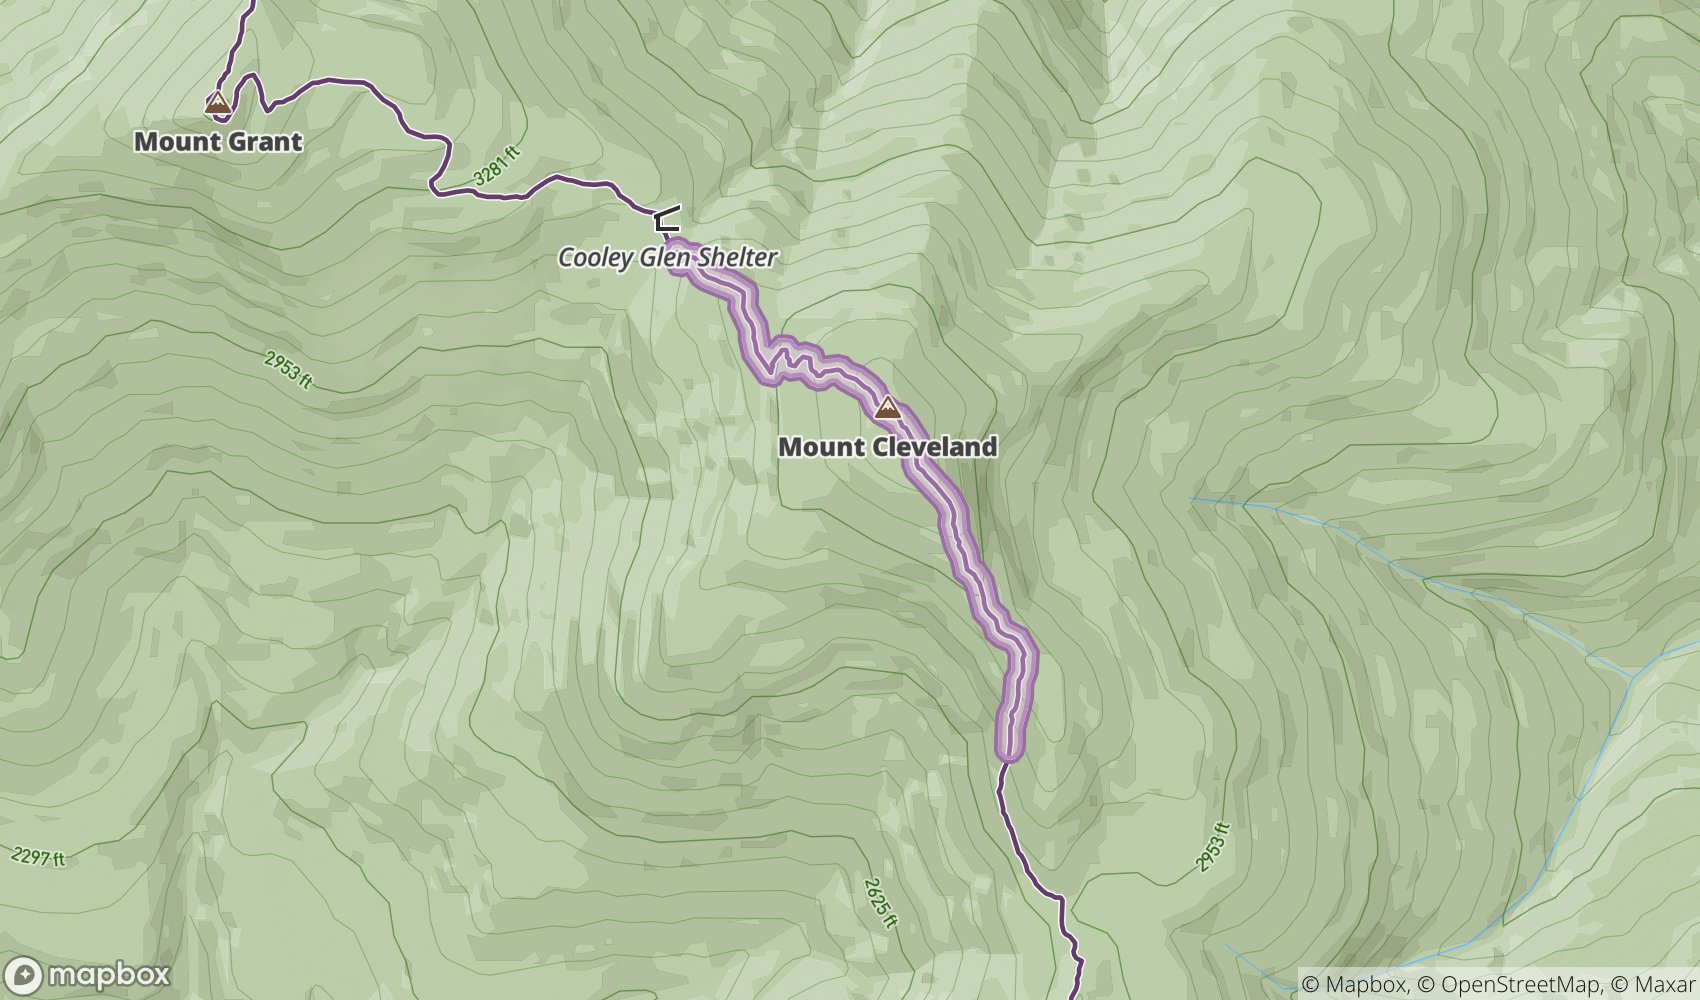 Mount Grant
3281 ft
Cooley Glen Shelter
2953 ft
Mount Cleveland
2297 ft
2625 ft
2953 ft
mapbox
© Mapbox, © OpenStreetMap, © Maxar